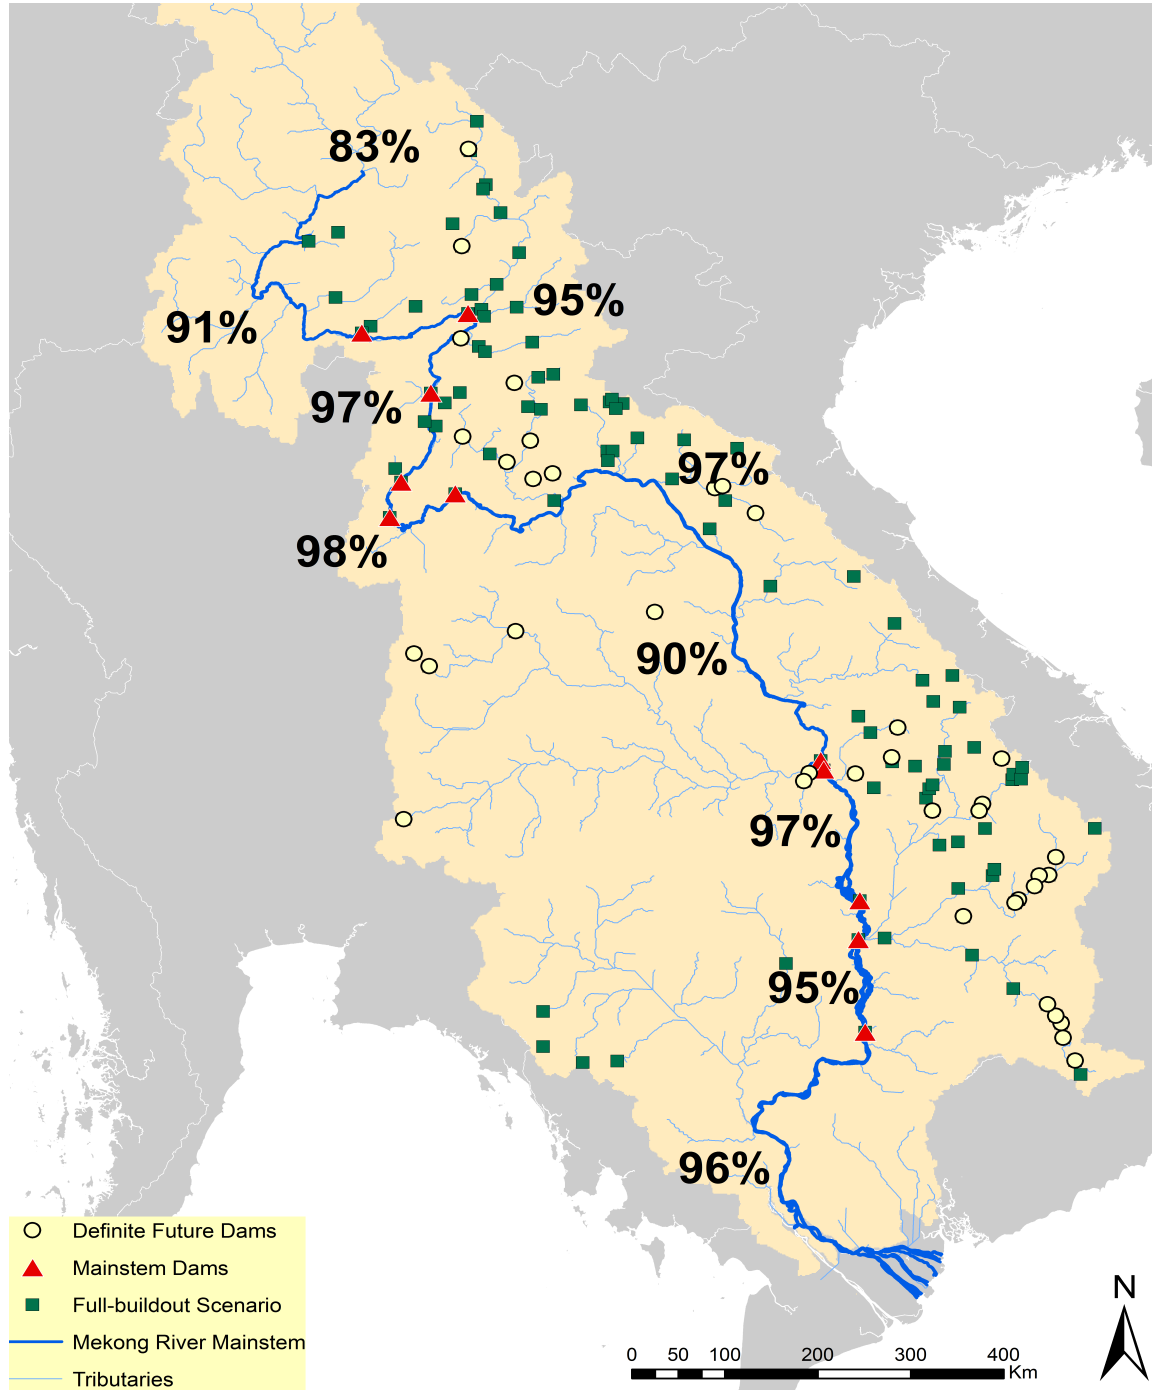 83%
95%
91%
97%
97%
98%
90%
97%
95%
96%
Definite Future Dams
Mainstem Dams
Full-buildout Scenario
Mekong River Mainstem
Tributaries
N
0 50 100 200 300 400
Km